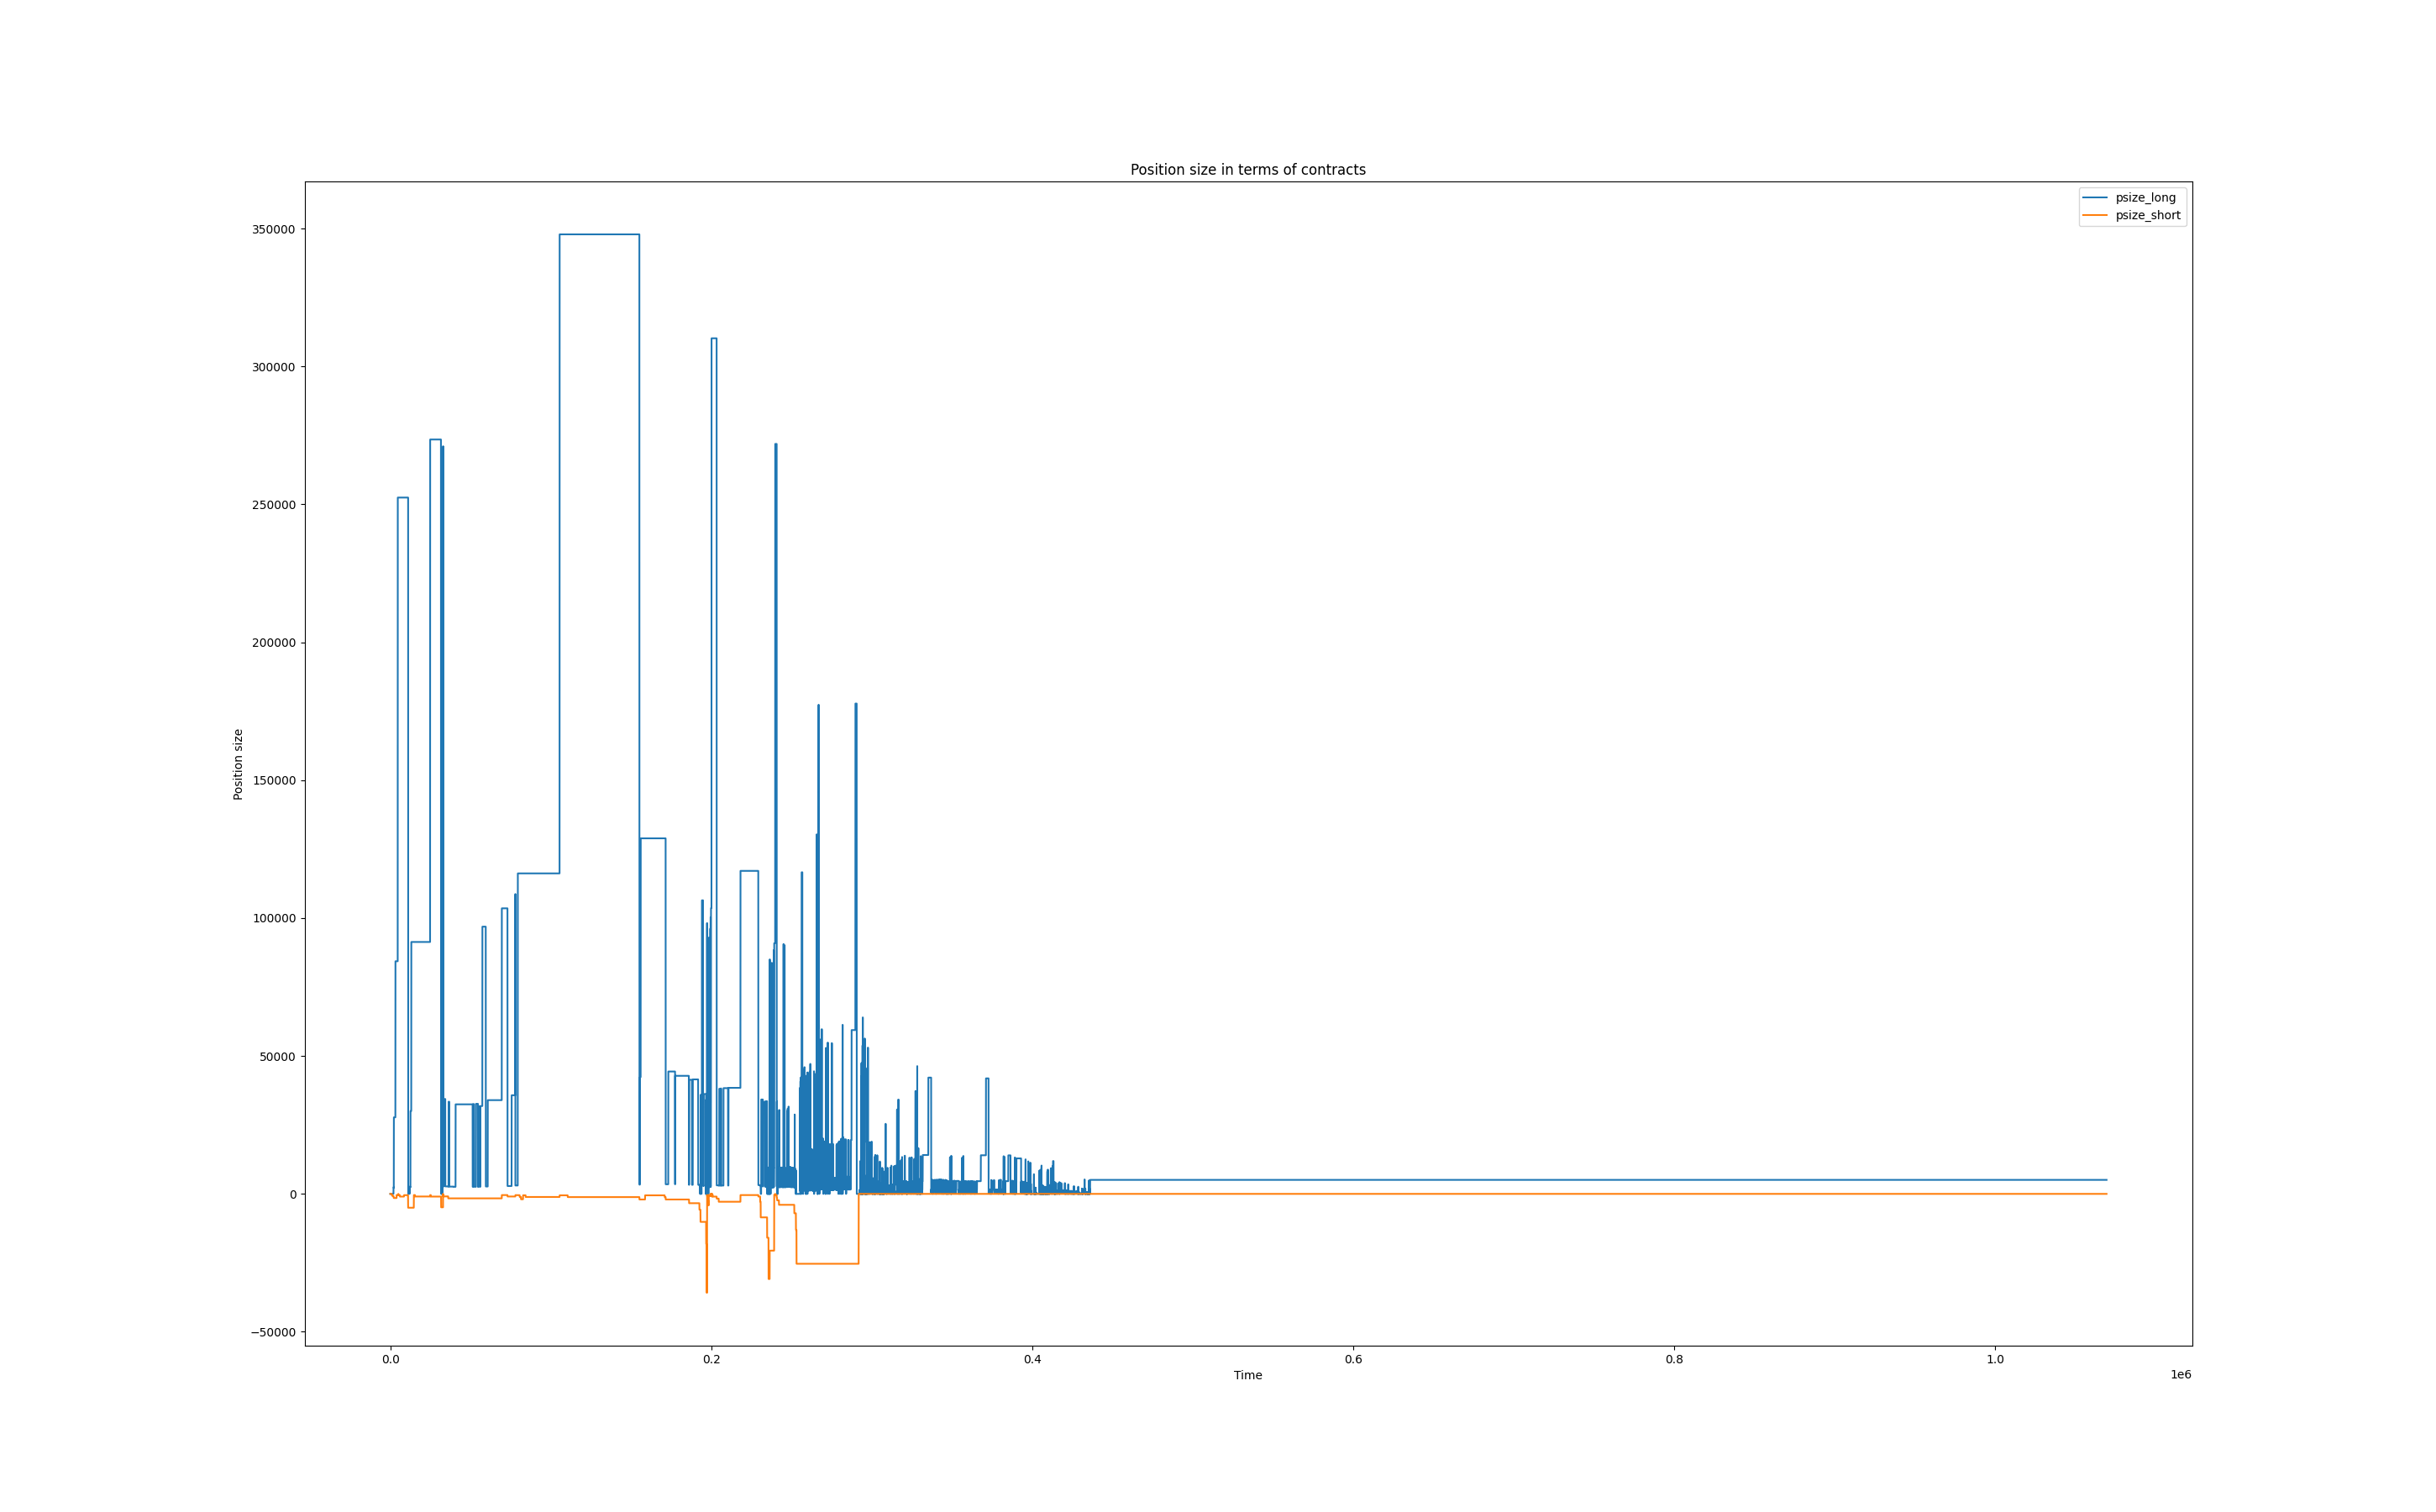 Position size in terms of contracts
psize_long
psize_short
350000
300000
250000
200000
150000
100000
50000
0
−50000
Position size
0.0 0.2 0.4 0.6 0.8 1.0
Time
1e6